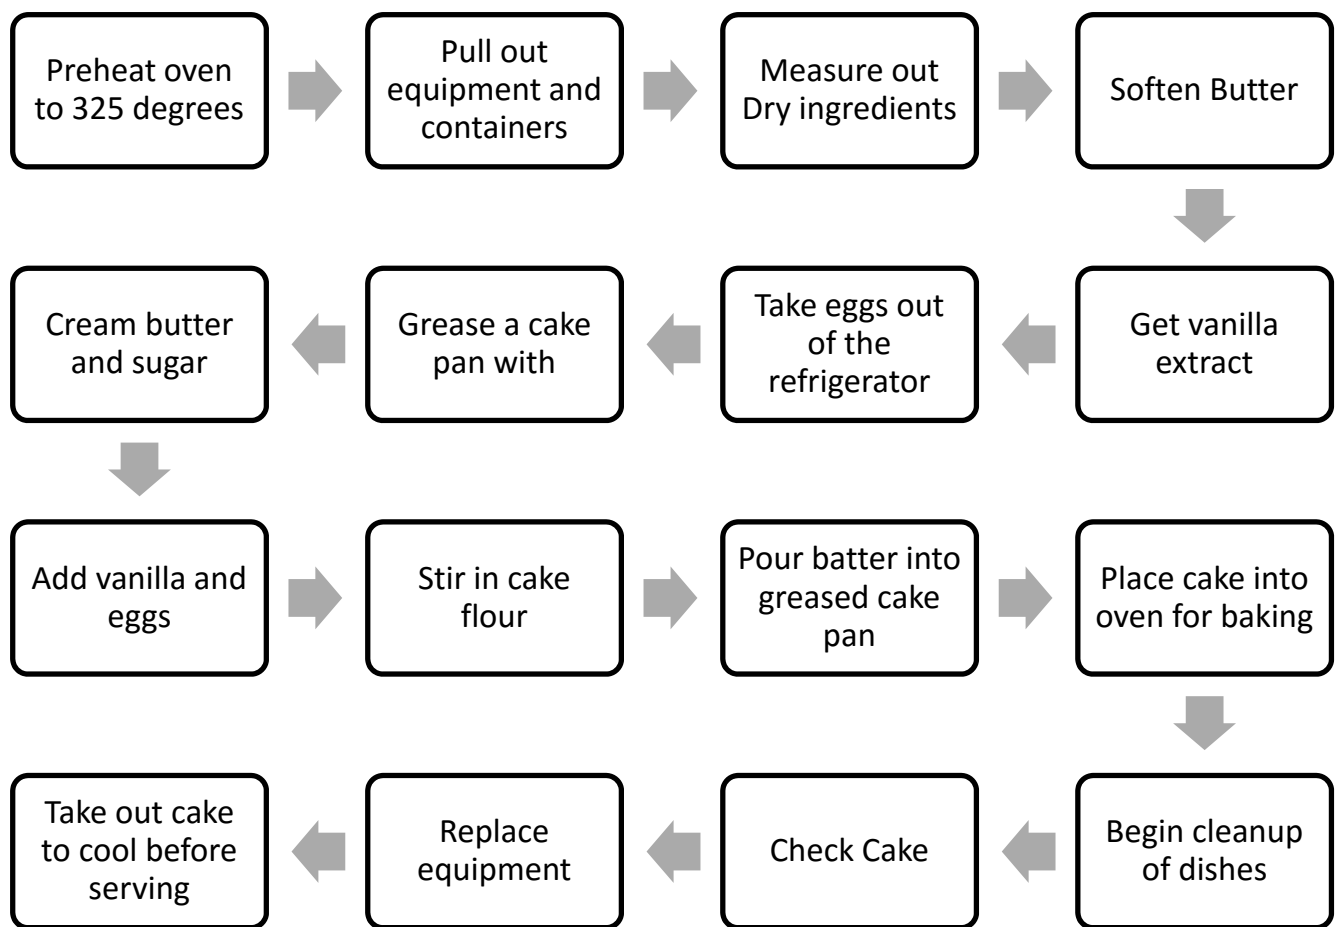 Preheat oven
to 325 degrees
Pull out
equipment and
containers
Measure out
Dry ingredients
Soften Butter
Get vanilla
extract
Take eggs out
of the
refrigerator
Grease a cake
pan with
Cream butter
and sugar
Add vanilla and
eggs
Stir in cake
flour
Pour batter into
greased cake
pan
Place cake into
oven for baking
Begin cleanup
of dishes
Check Cake
Replace
equipment
Take out cake
to cool before
serving